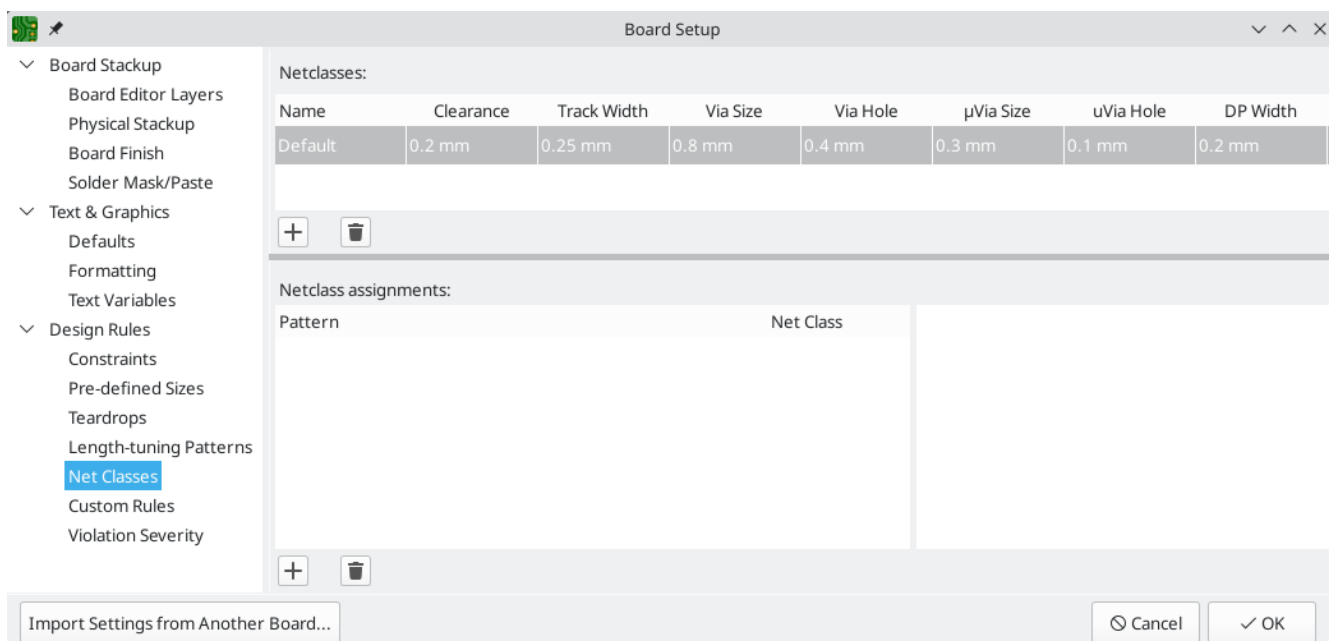 Board Setup
Board Stackup
Board Editor Layers
Physical Stackup
Board Finish
Solder Mask/Paste
Text & Graphics
Defaults
Formatting
Text Variables
Design Rules
Constraints
Pre-defined Sizes
Teardrops
Length-tuning Patterns
Net Classes
Custom Rules
Violation Severity
Netclasses:
Name Clearance Track Width Via Size Via Hole µVia Size uVia Hole DP Width
Default 0.2 mm 0.25 mm 0.8 mm 0.4 mm 0.3 mm 0.1 mm 0.2 mm
Netclass assignments:
Pattern Net Class
Import Settings from Another Board... Cancel OK